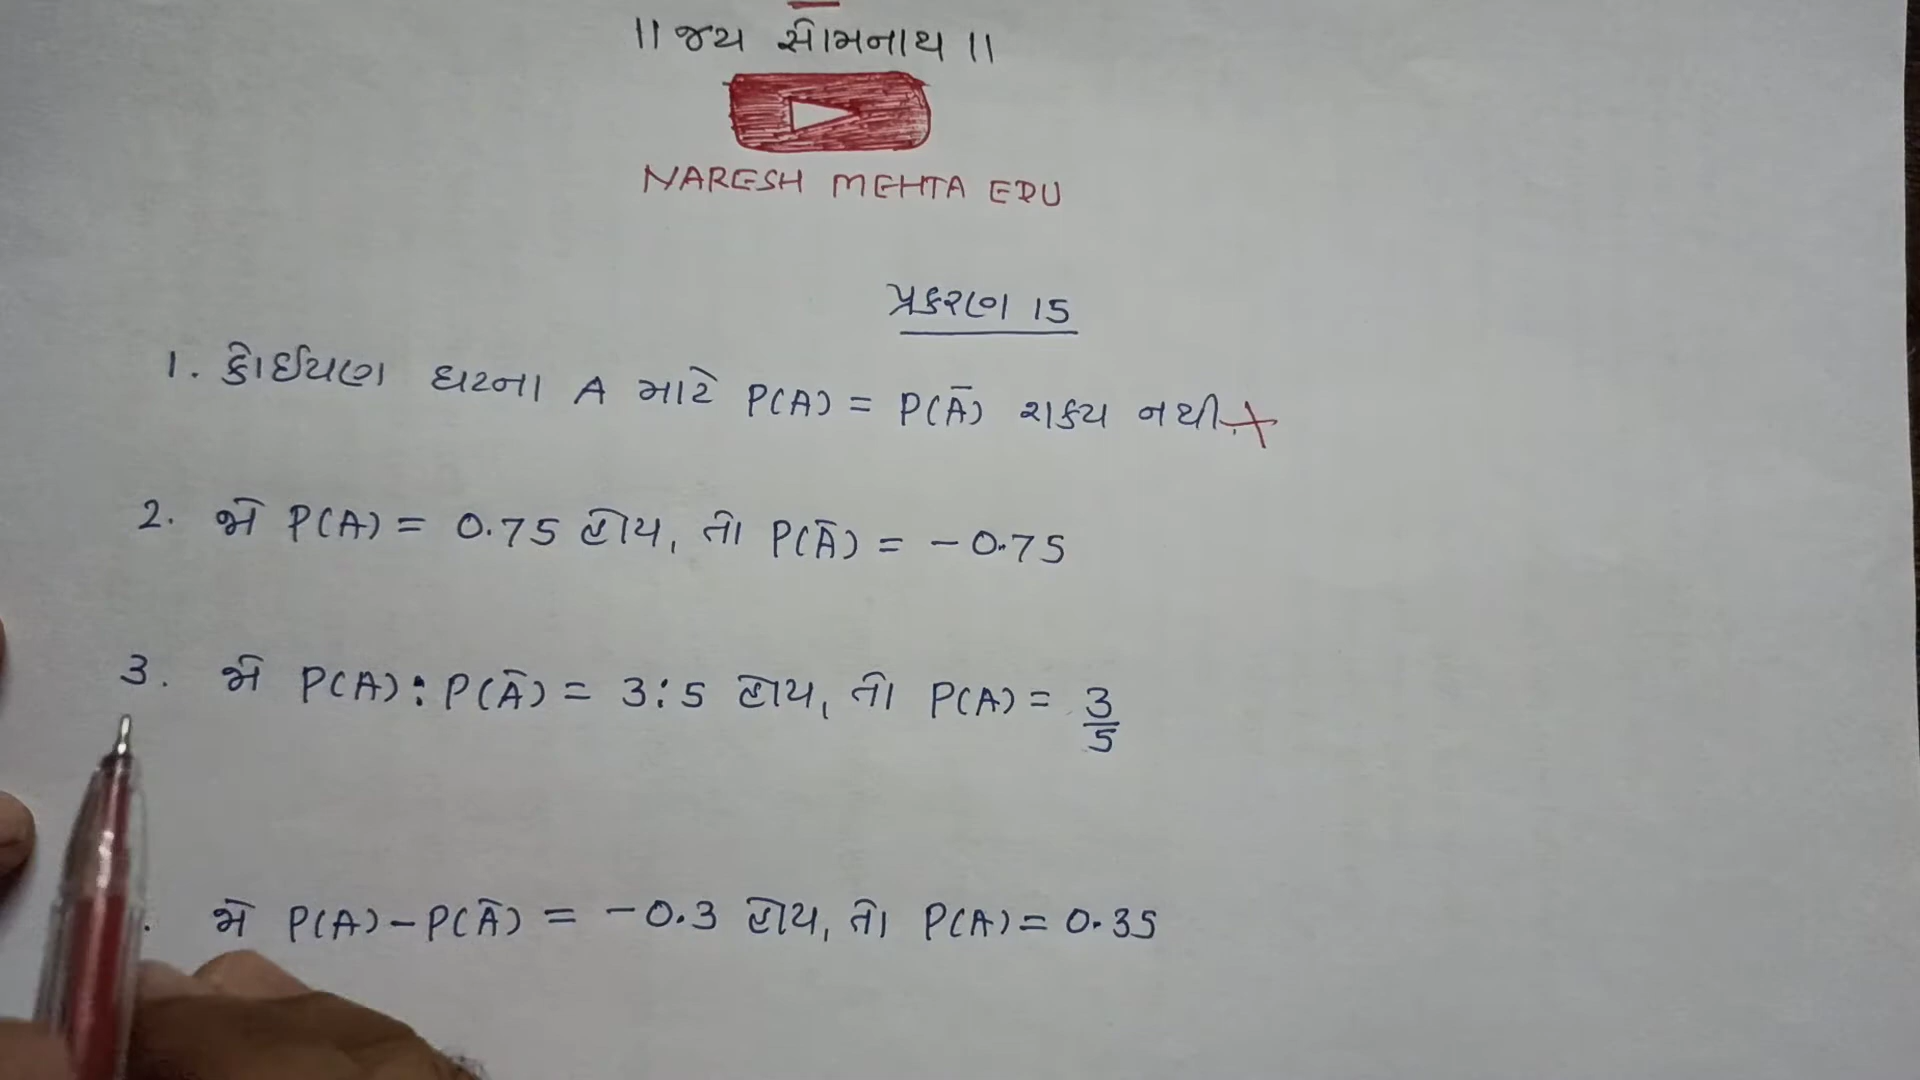 ॥ જય સોમનાથ ॥
NARESH MEHTA EDU
પ્રકરણ 15
1. કોઈપણ ઘટના A માટે P(A) = P(Ā) શક્ય નથી. ×
2. જો P(A) = 0.75 હોય, તો P(Ā) = -0.75
3. જો P(A) : P(Ā) = 3:5 હોય, તો P(A) = 3/5
. જો P(A) - P(Ā) = -0.3 હોય, તો P(A) = 0.35